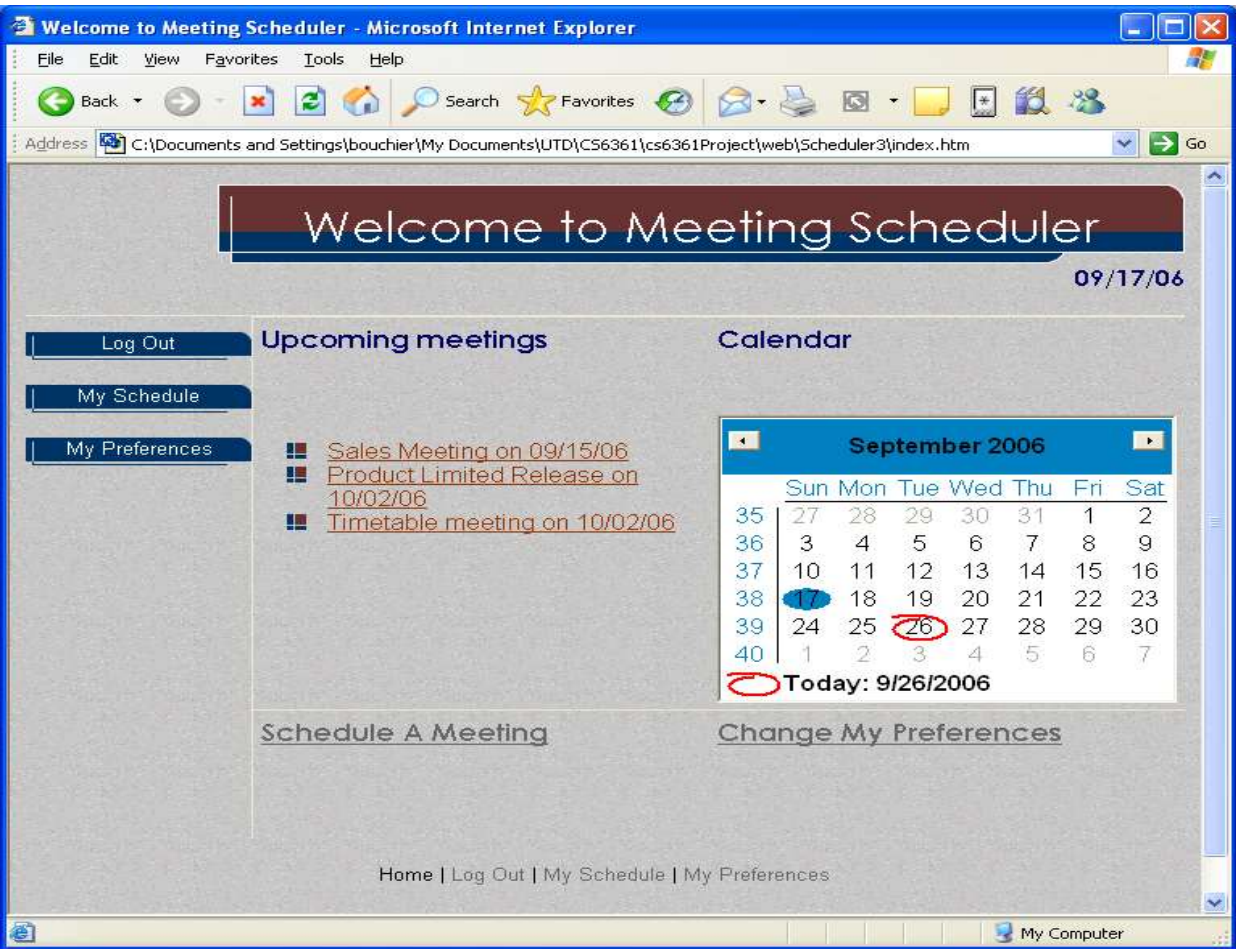 Welcome to Meeting Scheduler - Microsoft Internet Explorer
File Edit View Favorites Tools Help
Back Search Favorites
Address C:\Documents and Settings\bouchier\My Documents\UTD\CS6361\cs6361Project\web\Scheduler3\index.htm Go
Welcome to Meeting Scheduler
09/17/06
Log Out
My Schedule
My Preferences
Upcoming meetings
Sales Meeting on 09/15/06
Product Limited Release on
10/02/06
Timetable meeting on 10/02/06
Calendar
September 2006
Sun Mon Tue Wed Thu Fri Sat
35 27 28 29 30 31 1 2
36 3 4 5 6 7 8 9
37 10 11 12 13 14 15 16
38 17 18 19 20 21 22 23
39 24 25 26 27 28 29 30
40 1 2 3 4 5 6 7
Today: 9/26/2006
Schedule A Meeting
Change My Preferences
Home | Log Out | My Schedule | My Preferences
My Computer